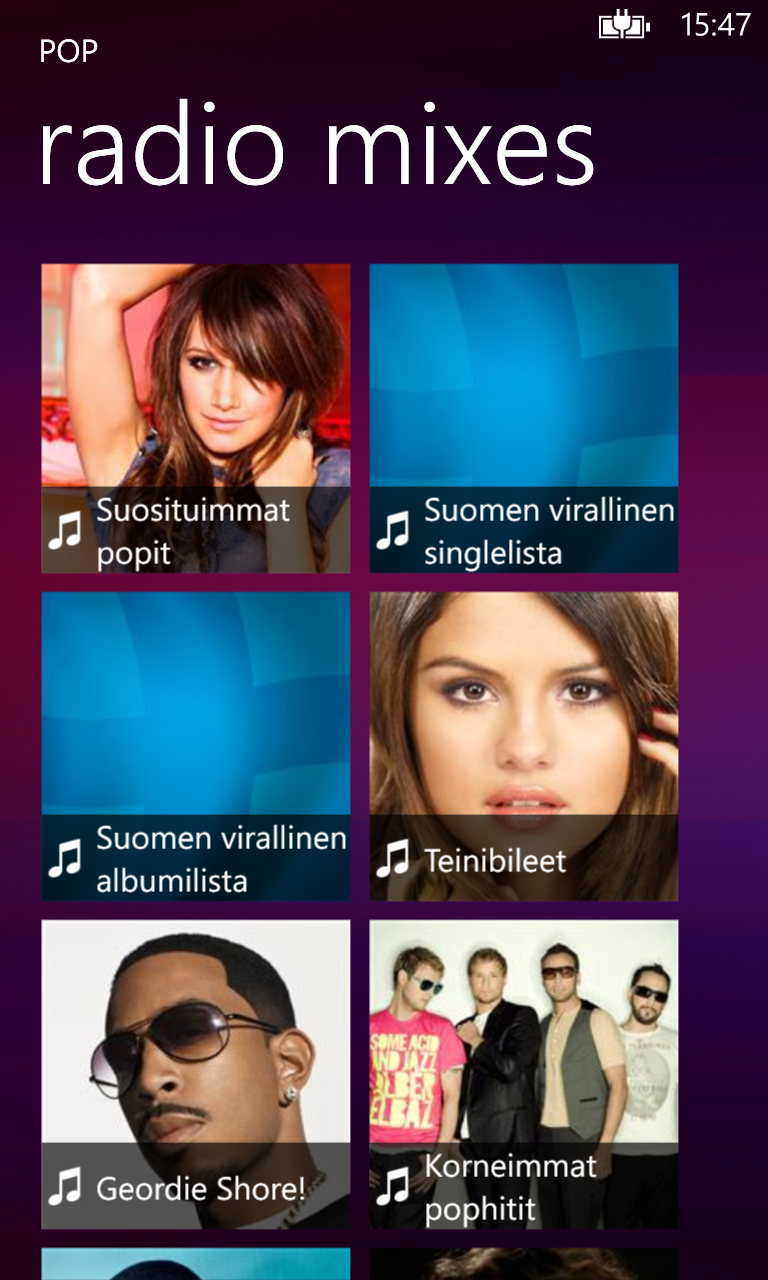 15:47
POP
radio mixes
Suosituimmat
popit
Suomen virallinen
singlelista
Suomen virallinen
albumilista
Teinibileet
SOME ACID
AND JAZZ
ALBER
ELBAZ
Geordie Shore!
Korneimmat
pophitit